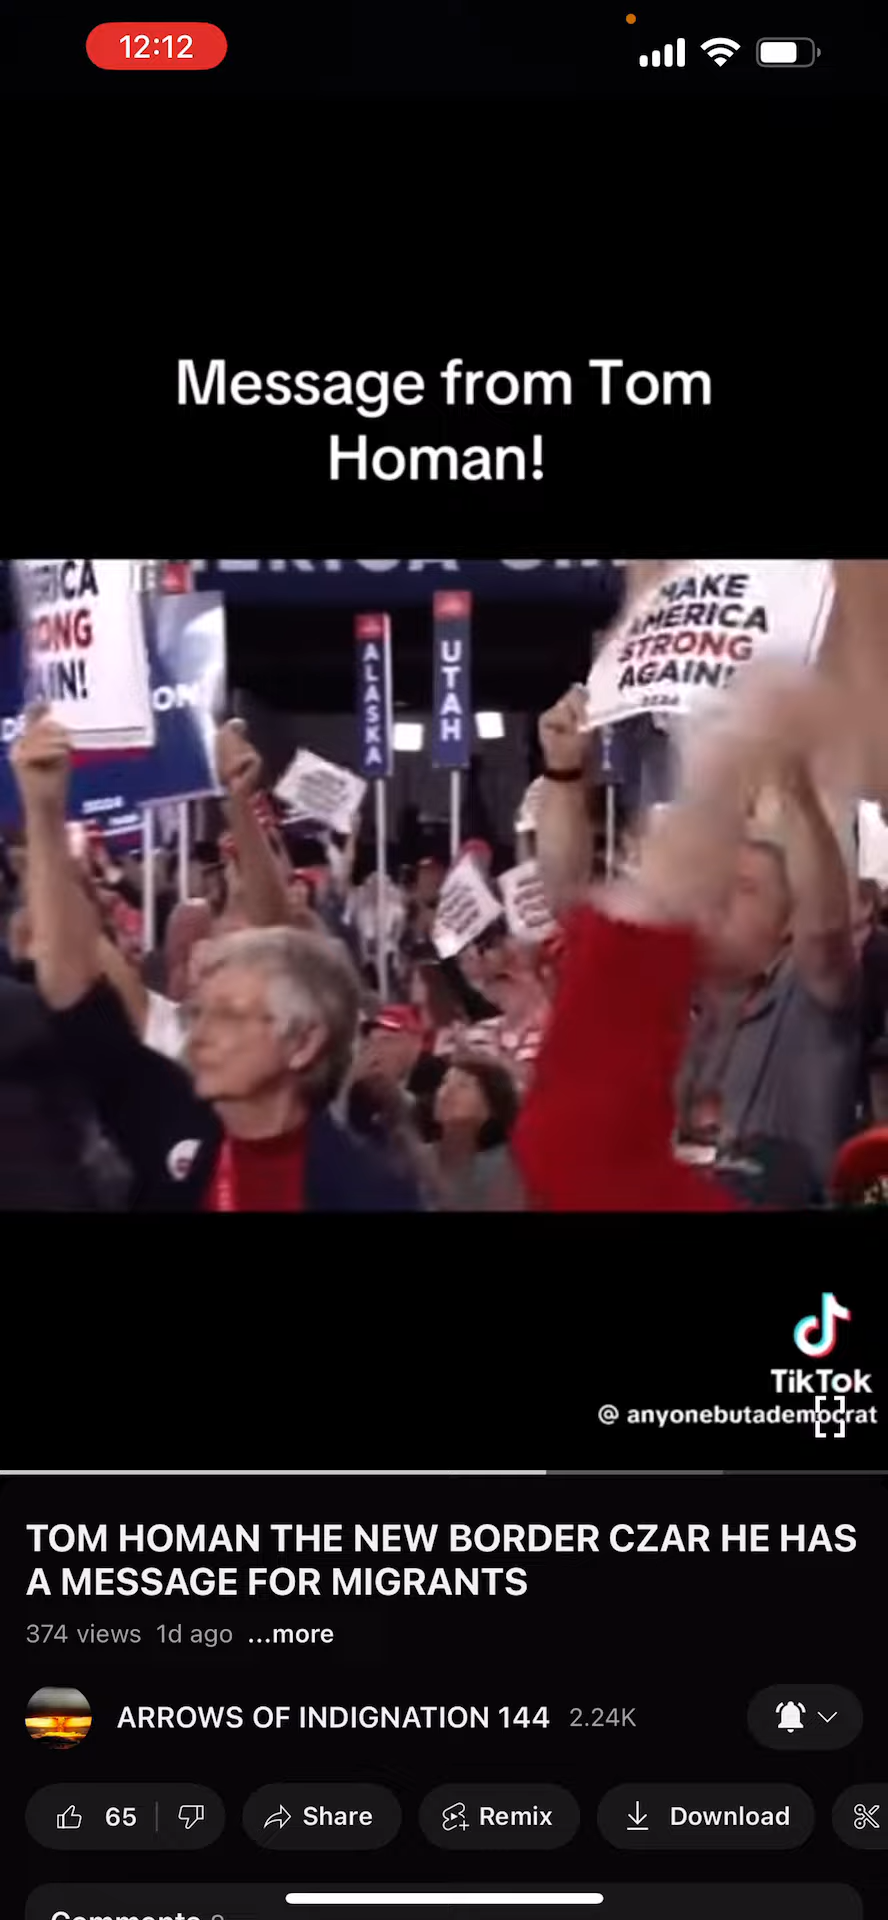 12:12
Message from Tom
Homan!
MAKE
AMERICA
STRONG
AGAIN!
ALASKA
UTAH
TikTok
@ anyonebutademocrat
TOM HOMAN THE NEW BORDER CZAR HE HAS
A MESSAGE FOR MIGRANTS
374 views 1d ago ...more
ARROWS OF INDIGNATION 144 2.24K
65
Share
Remix
Download
Comments